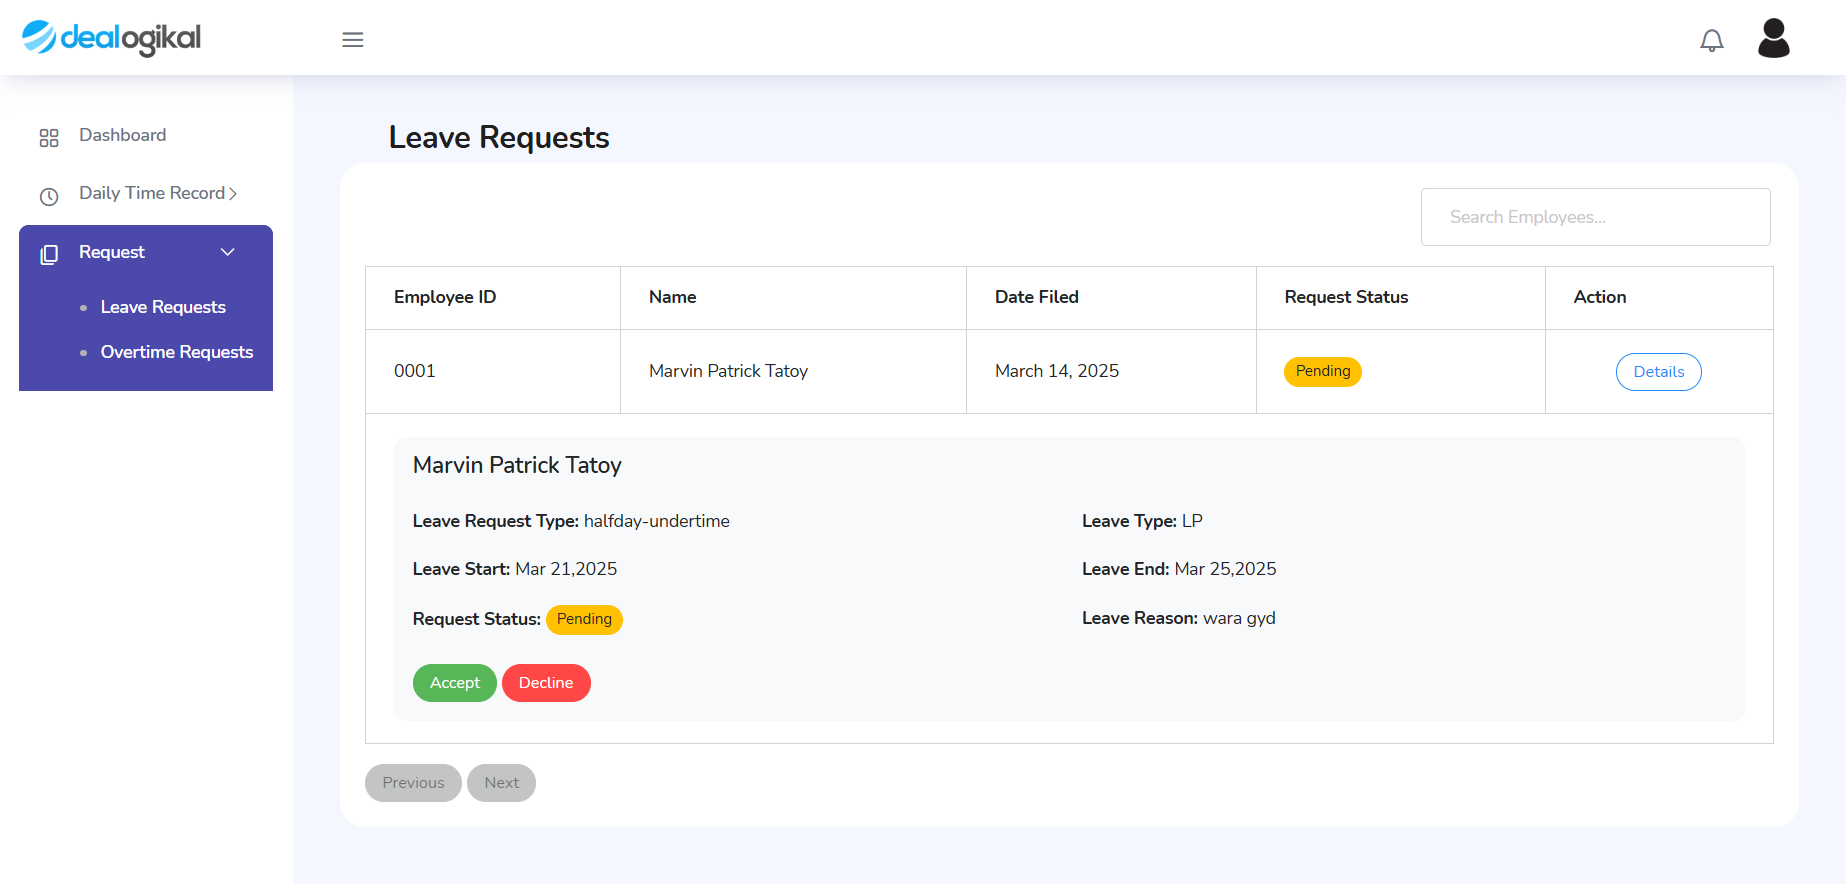 dealogikal
Dashboard
Daily Time Record
Request
Leave Requests
Overtime Requests
Leave Requests
Search Employees...
Employee ID Name Date Filed Request Status Action
0001 Marvin Patrick Tatoy March 14, 2025 Pending Details
Marvin Patrick Tatoy
Leave Request Type: halfday-undertime Leave Type: LP
Leave Start: Mar 21,2025 Leave End: Mar 25,2025
Request Status: Pending Leave Reason: wara gyd
Accept Decline
Previous Next